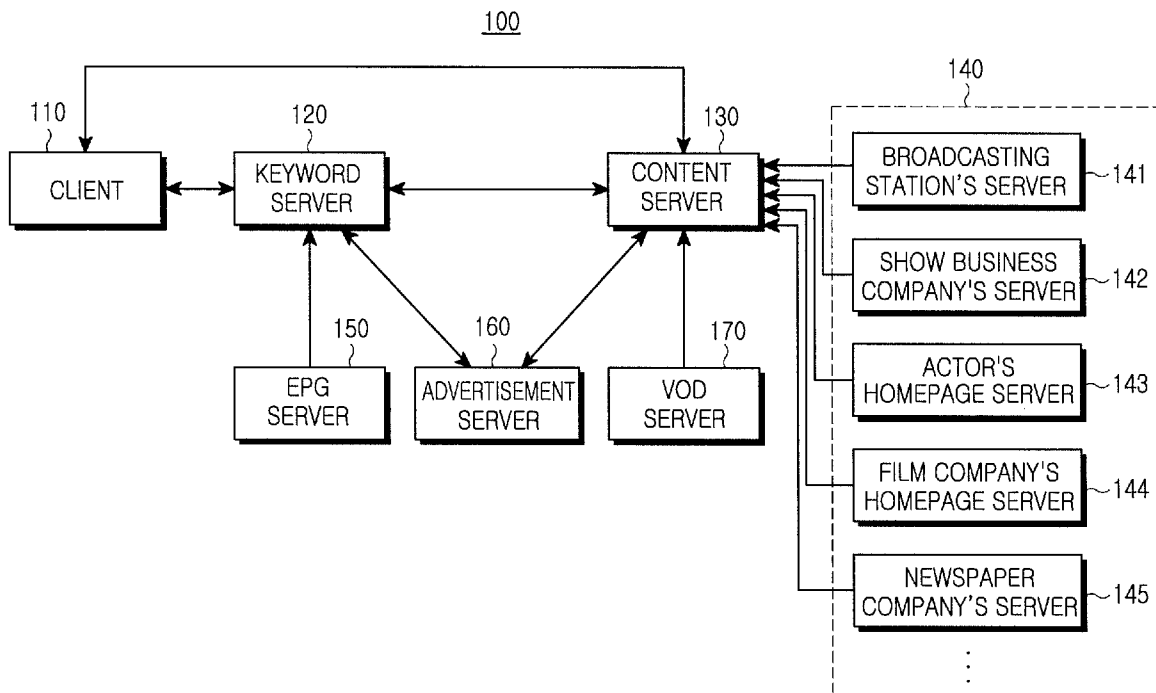 100
140
110
120
130
CLIENT
KEYWORD
SERVER
CONTENT
SERVER
BROADCASTING
STATION'S SERVER
141
SHOW BUSINESS
COMPANY'S SERVER
142
150
160
170
EPG
SERVER
ADVERTISEMENT
SERVER
VOD
SERVER
ACTOR'S
HOMEPAGE SERVER
143
FILM COMPANY'S
HOMEPAGE SERVER
144
NEWSPAPER
COMPANY'S SERVER
145